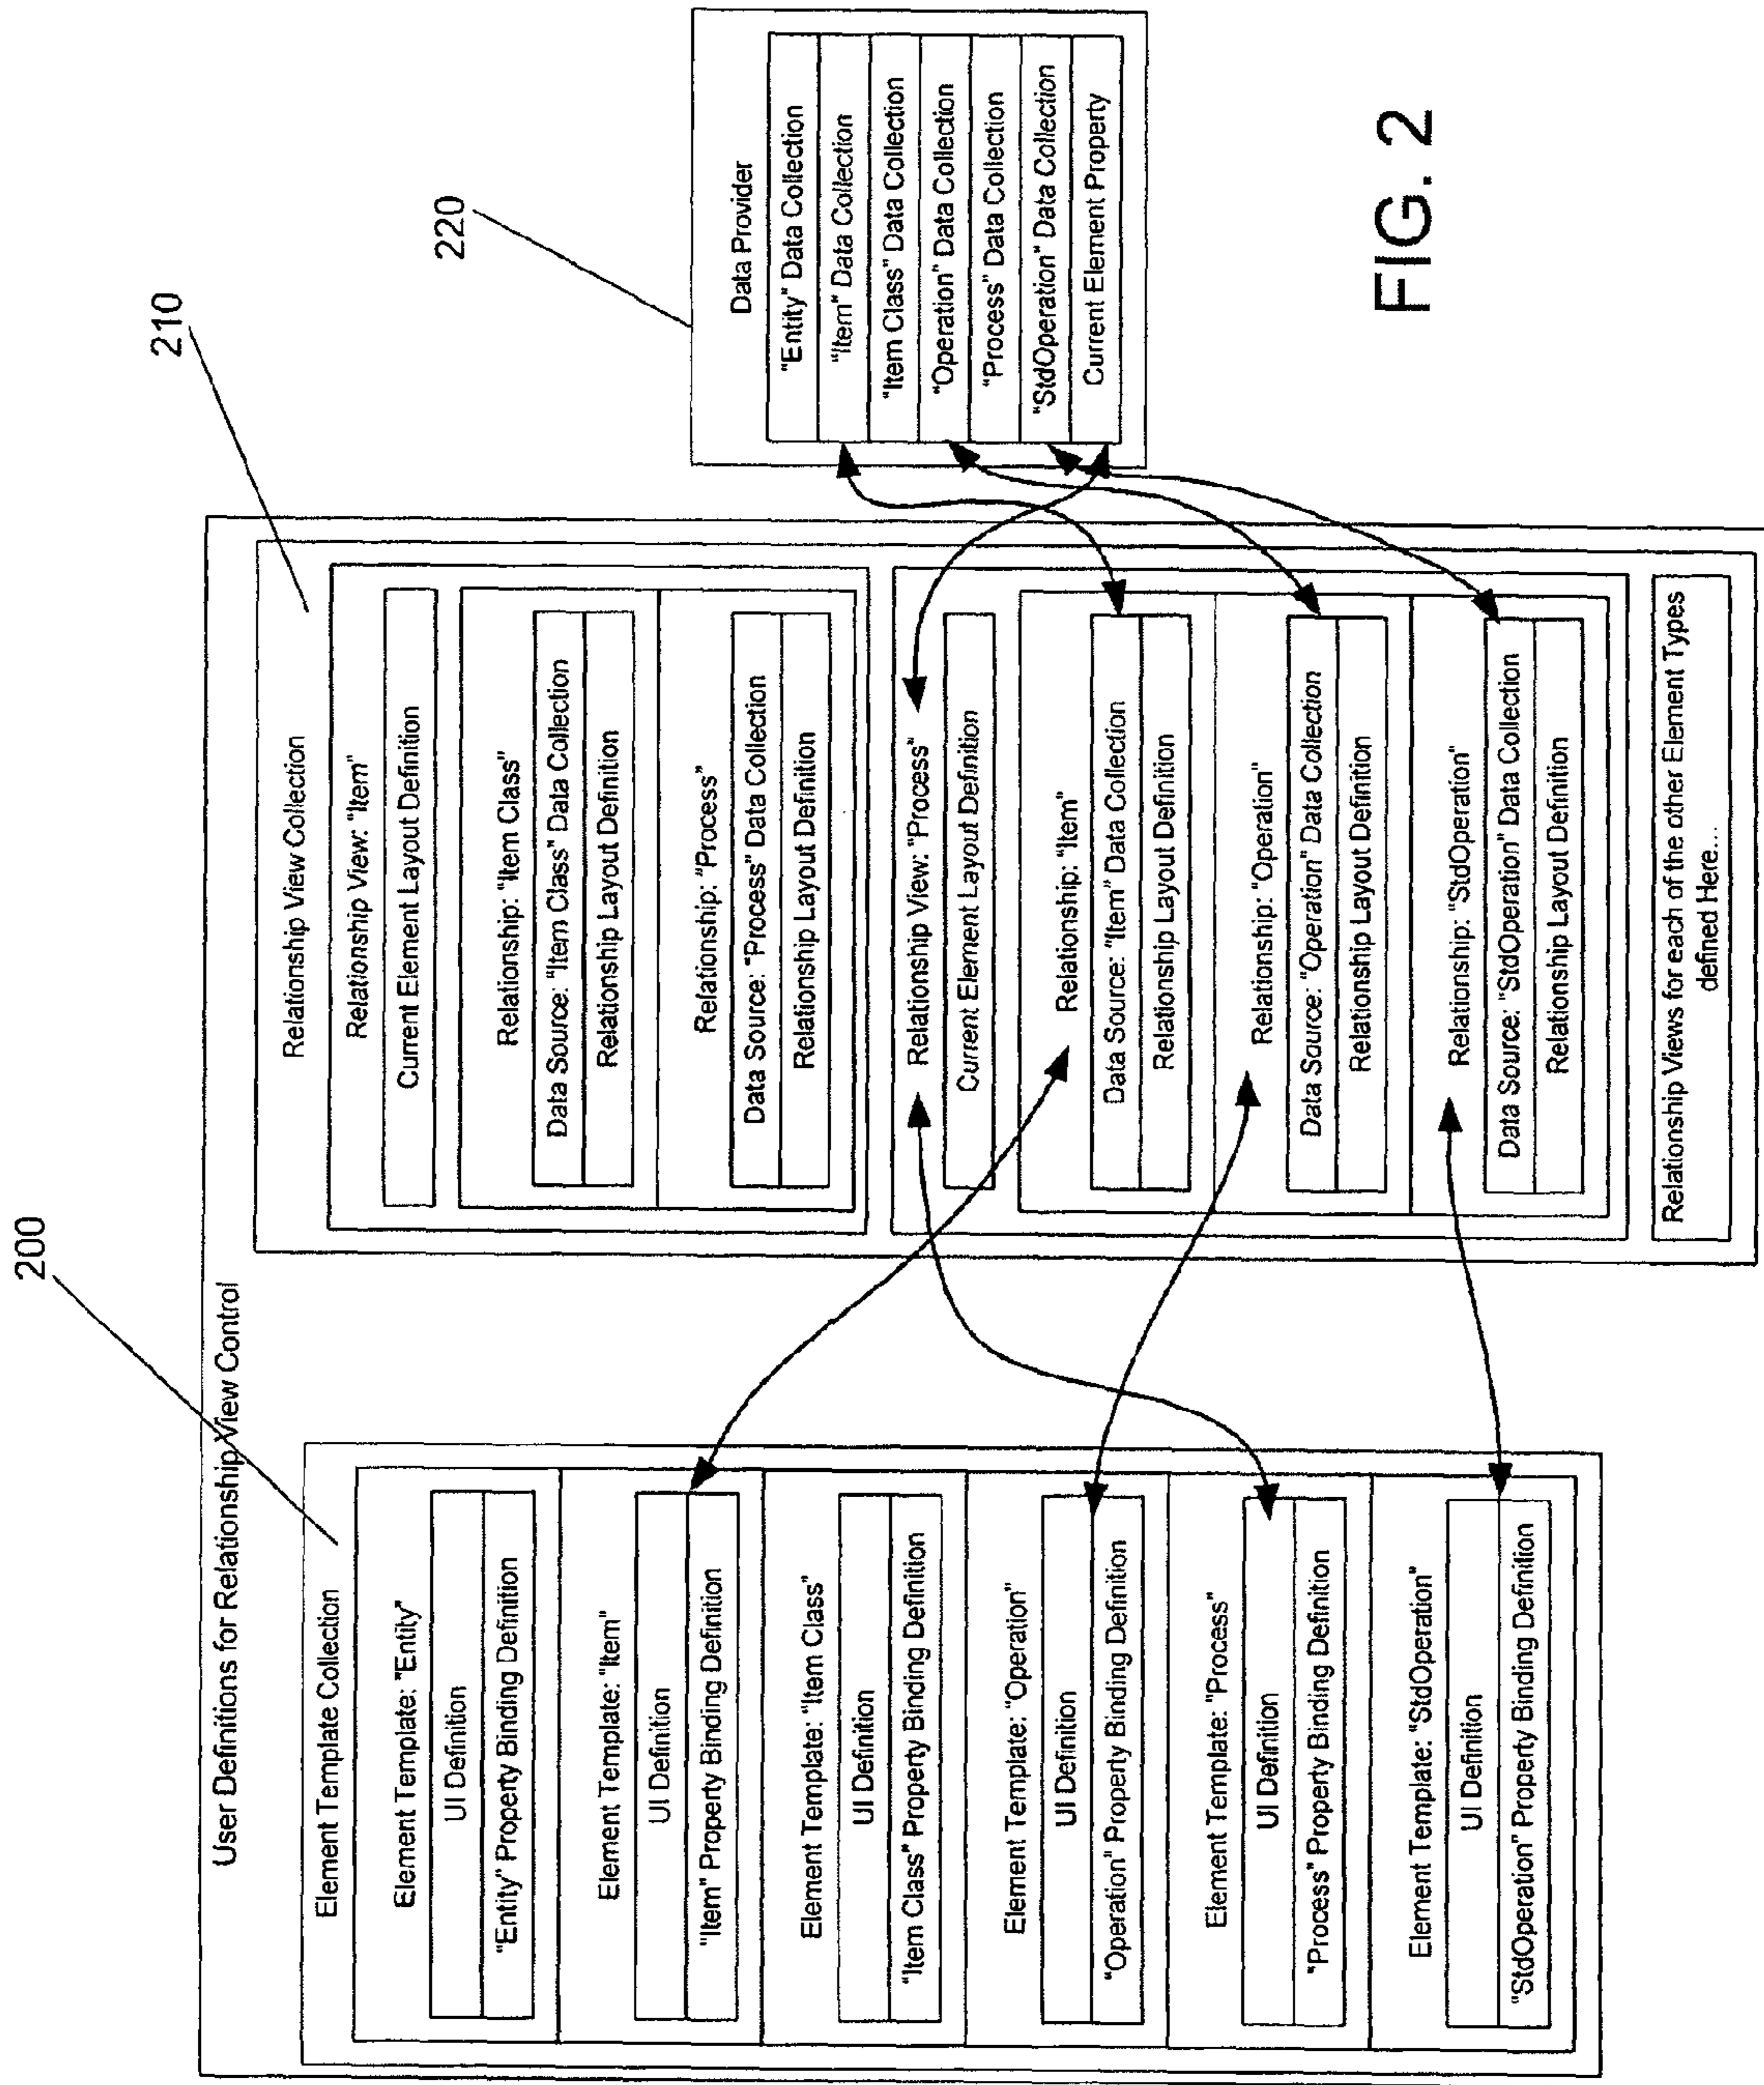 200
210
220
User Definitions for Relationship View Control
Element Template Collection
Element Template: "Entity"
UI Definition
"Entity" Property Binding Definition
Element Template: "Item"
UI Definition
"Item" Property Binding Definition
Element Template: "Item Class"
UI Definition
"Item Class" Property Binding Definition
Element Template: "Operation"
UI Definition
"Operation" Property Binding Definition
Element Template: "Process"
UI Definition
"Process" Property Binding Definition
Element Template: "StdOperation"
UI Definition
"StdOperation" Property Binding Definition
Relationship View Collection
Relationship View: "Item"
Current Element Layout Definition
Relationship: "Item Class"
Data Source: "Item Class" Data Collection
Relationship Layout Definition
Relationship: "Process"
Data Source: "Process" Data Collection
Relationship Layout Definition
Relationship View: "Process"
Current Element Layout Definition
Relationship: "Item"
Data Source: "Item" Data Collection
Relationship Layout Definition
Relationship: "Operation"
Data Source: "Operation" Data Collection
Relationship Layout Definition
Relationship: "StdOperation"
Data Source: "StdOperation" Data Collection
Relationship Layout Definition
Relationship Views for each of the other Element Types
defined Here...
Data Provider
"Entity" Data Collection
"Item" Data Collection
"Item Class" Data Collection
"Operation" Data Collection
"Process" Data Collection
"StdOperation" Data Collection
Current Element Property
FIG. 2